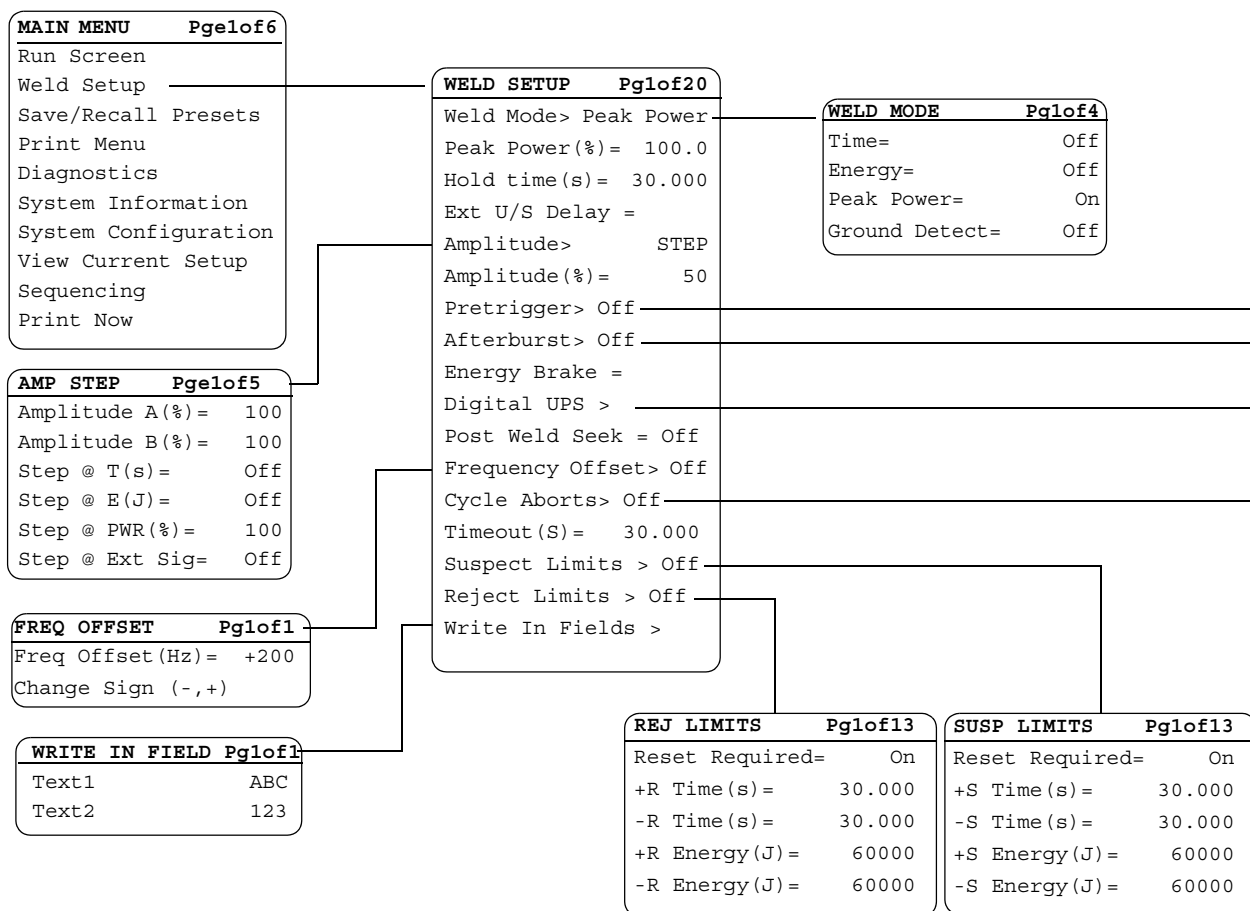 MAIN MENU Pge1of6
Run Screen
Weld Setup
Save/Recall Presets
Print Menu
Diagnostics
System Information
System Configuration
View Current Setup
Sequencing
Print Now
AMP STEP Pge1of5
Amplitude A(%)= 100
Amplitude B(%)= 100
Step @ T(s)= Off
Step @ E(J)= Off
Step @ PWR(%)= 100
Step @ Ext Sig= Off
FREQ OFFSET Pg1of1
Freq Offset(Hz)= +200
Change Sign (-,+)
WRITE IN FIELD Pg1of1
Text1 ABC
Text2 123
WELD SETUP Pg1of20
Weld Mode> Peak Power
Peak Power(%)= 100.0
Hold time(s)= 30.000
Ext U/S Delay =
Amplitude> STEP
Amplitude(%)= 50
Pretrigger> Off
Afterburst> Off
Energy Brake =
Digital UPS >
Post Weld Seek = Off
Frequency Offset> Off
Cycle Aborts> Off
Timeout(S)= 30.000
Suspect Limits > Off
Reject Limits > Off
Write In Fields >
WELD MODE Pg1of4
Time= Off
Energy= Off
Peak Power= On
Ground Detect= Off
REJ LIMITS Pg1of13
Reset Required= On
+R Time(s)= 30.000
-R Time(s)= 30.000
+R Energy(J)= 60000
-R Energy(J)= 60000
SUSP LIMITS Pg1of13
Reset Required= On
+S Time(s)= 30.000
-S Time(s)= 30.000
+S Energy(J)= 60000
-S Energy(J)= 60000